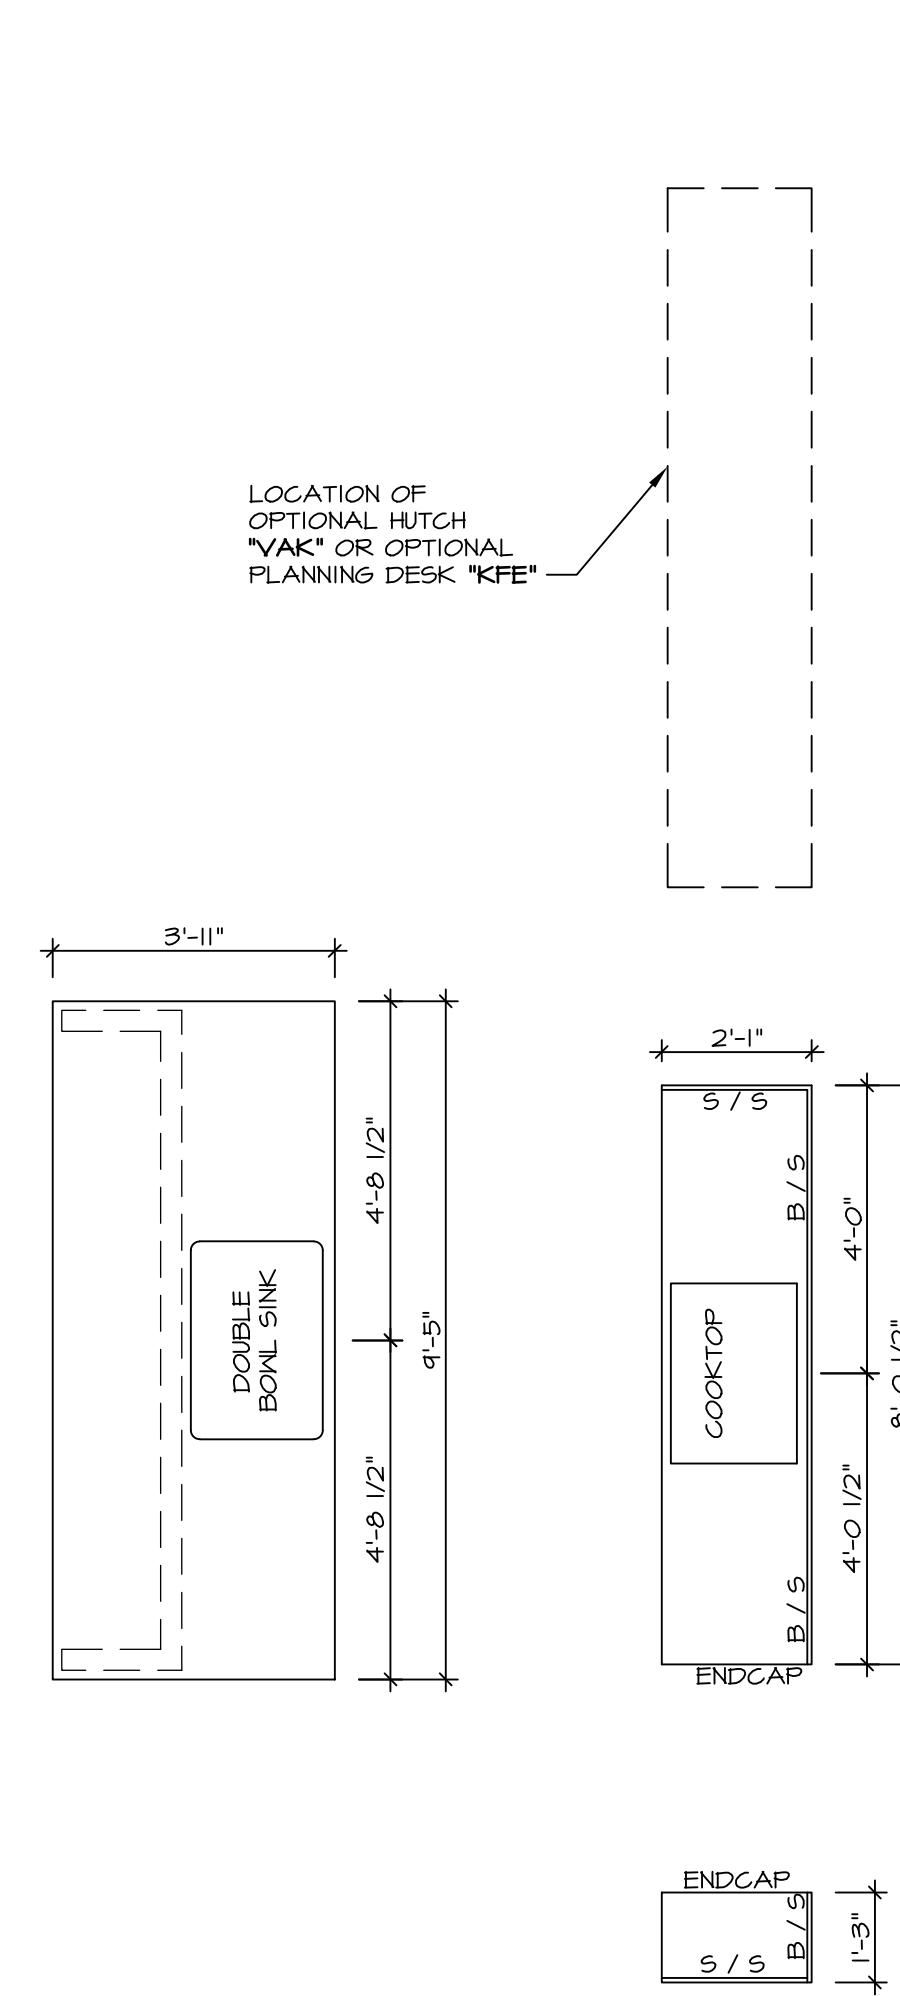 LOCATION OF
OPTIONAL HUTCH
"VAK" OR OPTIONAL
PLANNING DESK "KFE"
3'-11"
2'-1"
S / S
B / S
4'-8 1/2"
4'-0"
DOUBLE
BOWL SINK
9'-5"
COOKTOP
4'-8 1/2"
4'-0 1/2"
B / S
ENDCAP
ENDCAP
B / S
1'-3"
S / S